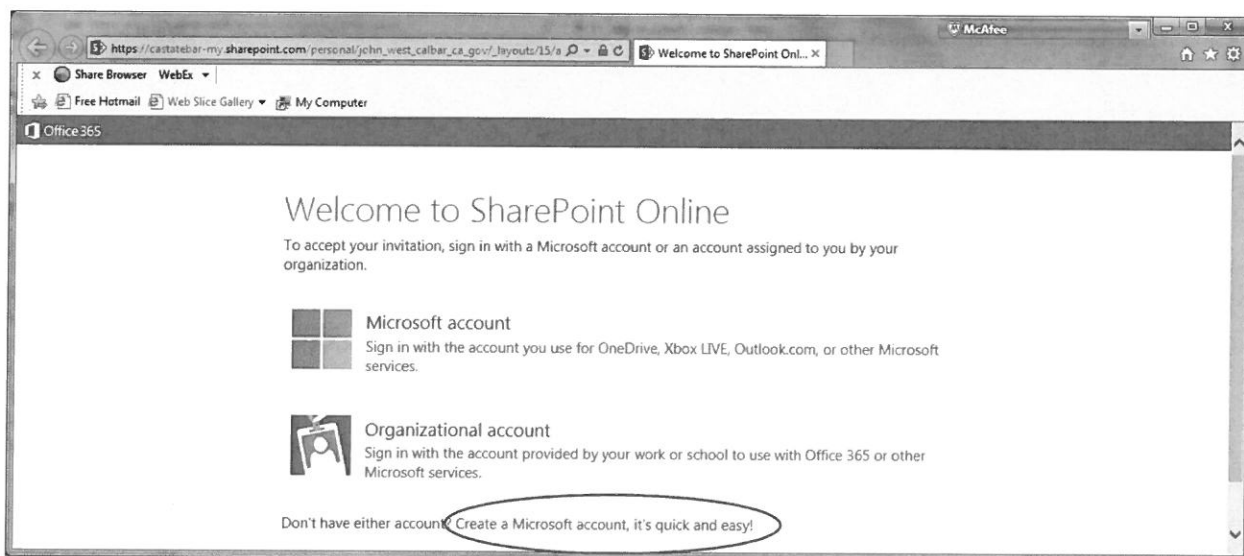 McAfee
https://castatebar-my.sharepoint.com/personal/john_west_calbar_ca_gov/_layouts/15/a
Welcome to SharePoint Onl...
x Share Browser WebEx
Free Hotmail Web Slice Gallery My Computer
Office 365
Welcome to SharePoint Online
To accept your invitation, sign in with a Microsoft account or an account assigned to you by your
organization.
Microsoft account
Sign in with the account you use for OneDrive, Xbox LIVE, Outlook.com, or other Microsoft
services.
Organizational account
Sign in with the account provided by your work or school to use with Office 365 or other
Microsoft services.
Don't have either account? Create a Microsoft account, it's quick and easy!